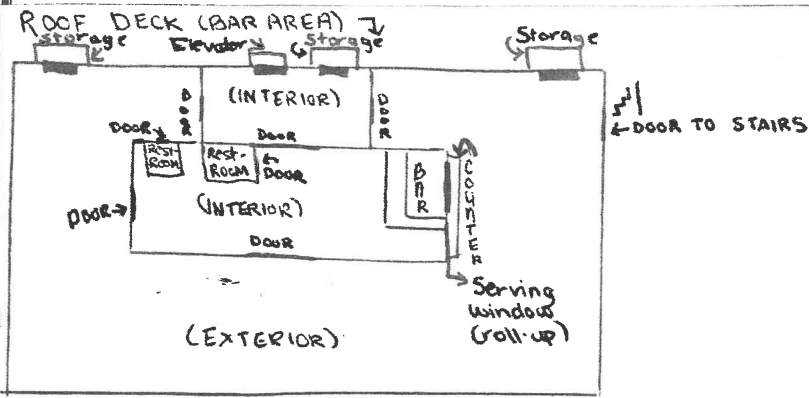 ROOF DECK (BAR AREA)
Storage
Elevator
Storage
Storage
(INTERIOR)
DOOR
DOOR
DOOR TO STAIRS
DOOR
DOOR
REST-
ROOM
REST-
ROOM
DOOR
BAR
COUNTER
DOOR
(INTERIOR)
DOOR
Serving
window
(roll-up)
(EXTERIOR)